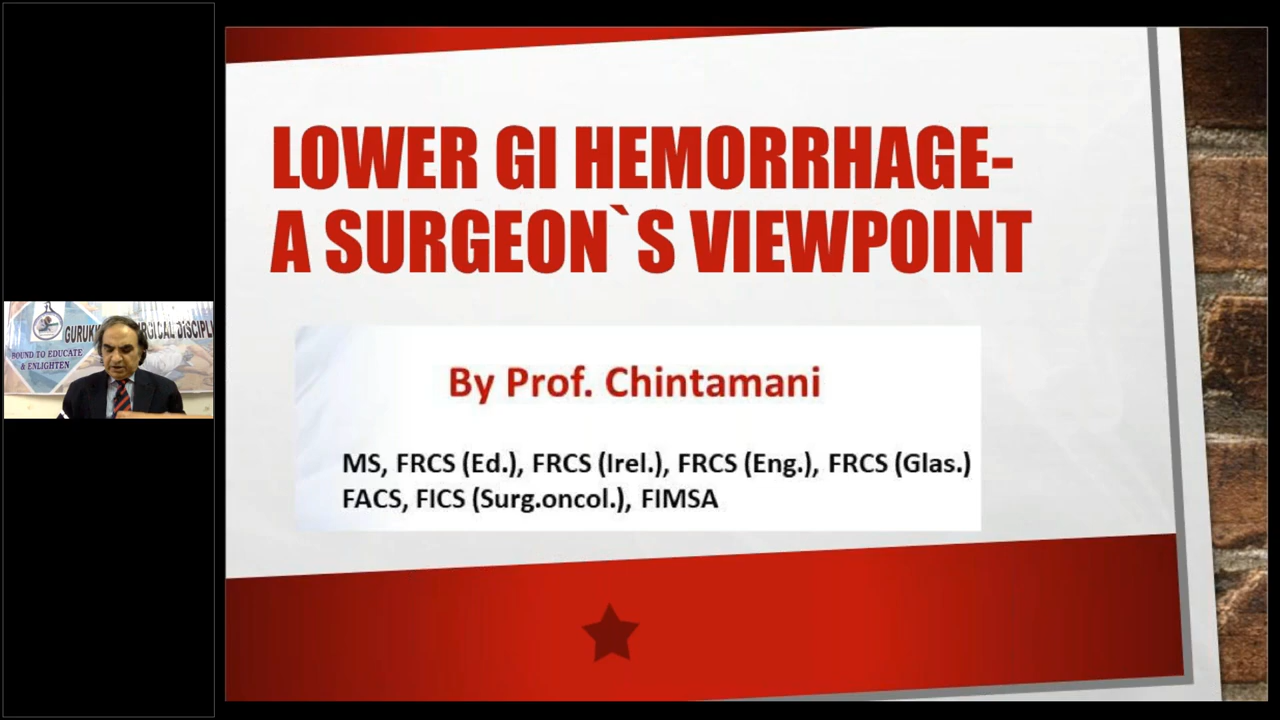 LOWER GI HEMORRHAGE-
A SURGEON`S VIEWPOINT
By Prof. Chintamani
MS, FRCS (Ed.), FRCS (Irel.), FRCS (Eng.), FRCS (Glas.)
FACS, FICS (Surg.oncol.), FIMSA
BOUND TO EDUCATE
& ENLIGHTEN